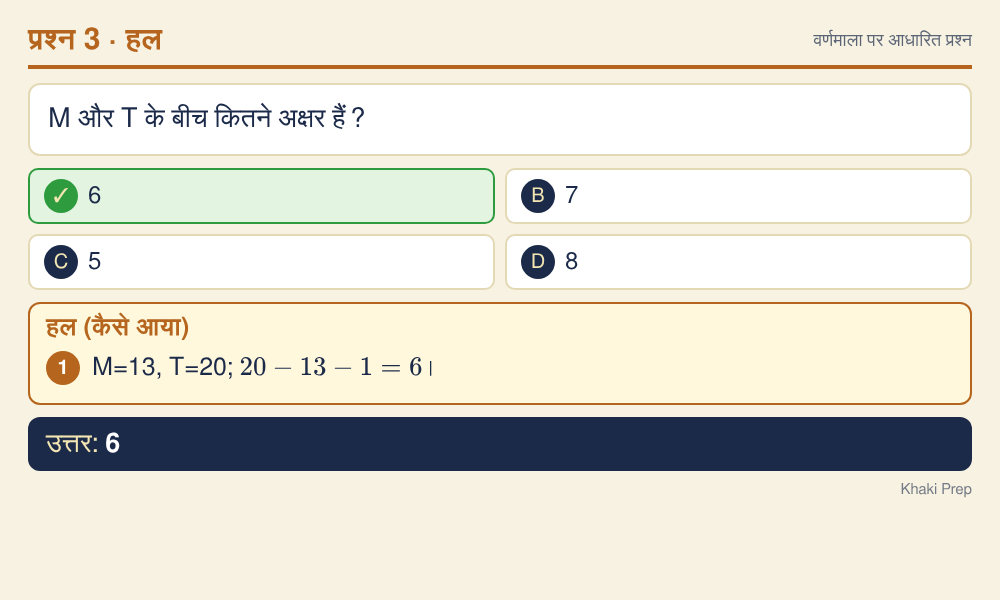 प्रश्न 3 · हल
वर्णमाला पर आधारित प्रश्न
M और T के बीच कितने अक्षर हैं ?
✓ 6
B 7
C 5
D 8
हल (कैसे आया)
1 M=13, T=20; 20 − 13 − 1 = 6।
उत्तर: 6
Khaki Prep